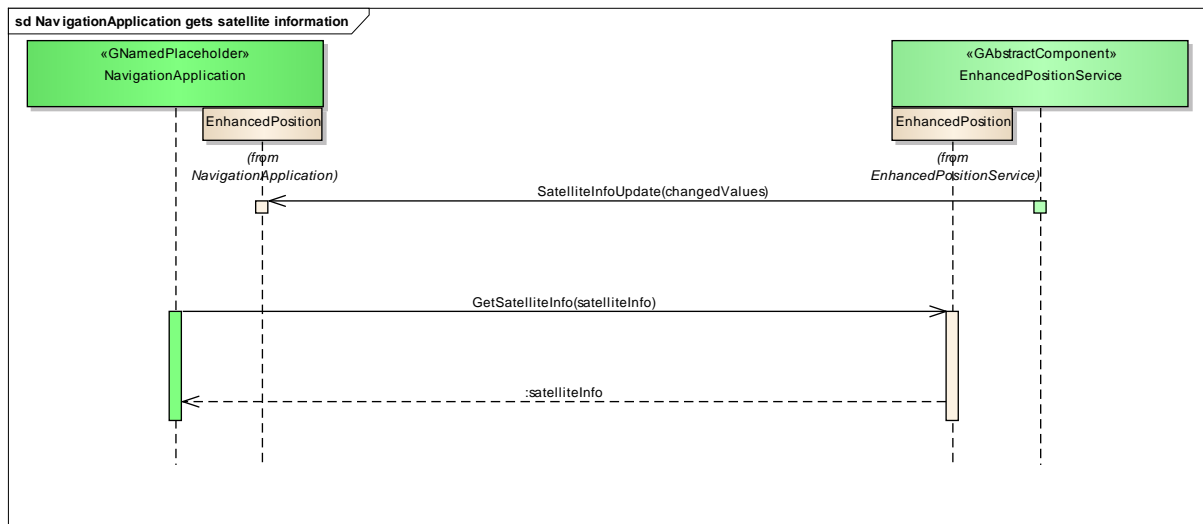 sd NavigationApplication gets satellite information
«GNamedPlaceholder»
NavigationApplication
«GAbstractComponent»
EnhancedPositionService
EnhancedPosition
EnhancedPosition
(from
NavigationApplication)
(from
EnhancedPositionService)
SatelliteInfoUpdate(changedValues)
GetSatelliteInfo(satelliteInfo)
:satelliteInfo